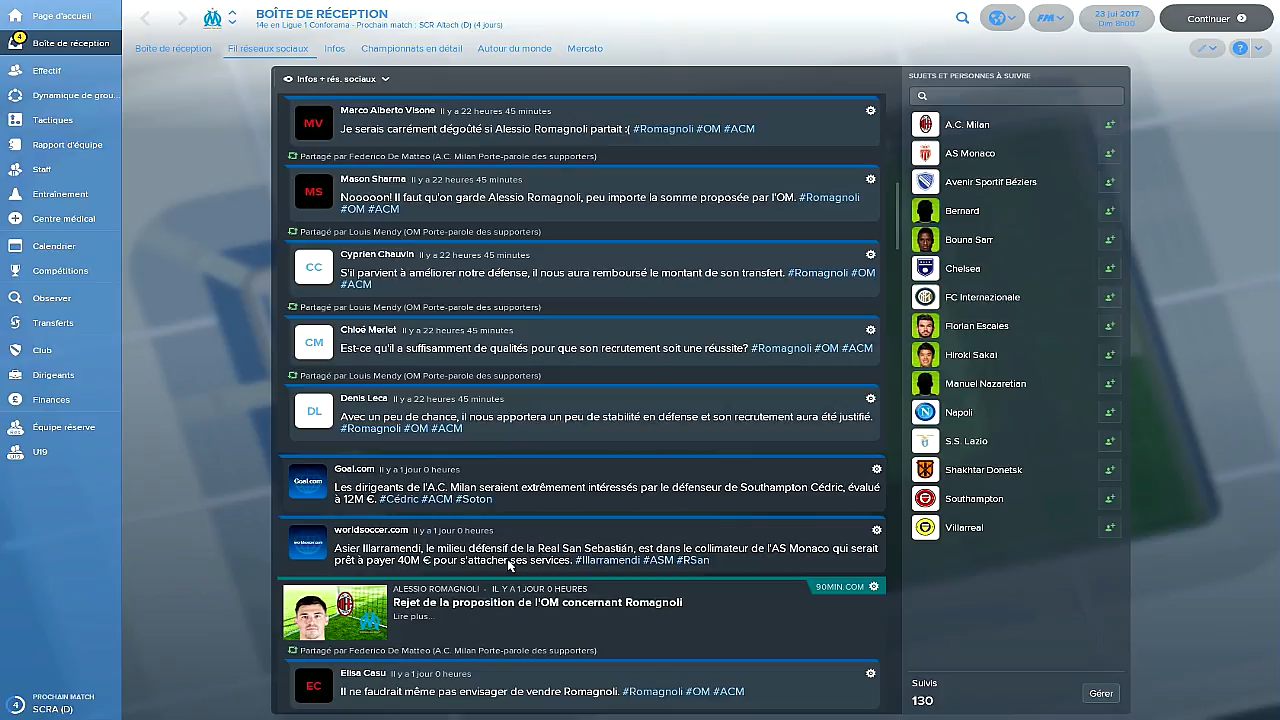 Page d'accueil
4
Boîte de réception
Effectif
Dynamique de grou...
Tactiques
Rapport d'équipe
Staff
Entraînement
Centre médical
Calendrier
Compétitions
Observer
Transferts
Club
Dirigeants
Finances
Équipe réserve
U19
4
PROCHAIN MATCH
SCRA (D)
BOÎTE DE RÉCEPTION
14e en Ligue 1 Conforama - Prochain match : SCR Altach (D) (4 jours)
FM
23 jul 2017
Dim 8h00
Continuer
Boîte de réception
Fil réseaux sociaux
Infos
Championnats en détail
Autour du monde
Mercato
?
Infos + rés. sociaux
MV
Marco Alberto Visone Il y a 22 heures 45 minutes
Je serais carrément dégoûté si Alessio Romagnoli partait :( #Romagnoli #OM #ACM
Partagé par Federico De Matteo (A.C. Milan Porte-parole des supporters)
MS
Mason Sharma Il y a 22 heures 45 minutes
Nooooon! Il faut qu'on garde Alessio Romagnoli, peu importe la somme proposée par l'OM. #Romagnoli
#OM #ACM
Partagé par Louis Mendy (OM Porte-parole des supporters)
CC
Cyprien Chauvin Il y a 22 heures 45 minutes
S'il parvient à améliorer notre défense, il nous aura remboursé le montant de son transfert. #Romagnoli #OM
#ACM
Partagé par Louis Mendy (OM Porte-parole des supporters)
CM
Chloé Merlet Il y a 22 heures 45 minutes
Est-ce qu'il a suffisamment de qualités pour que son recrutement soit une réussite? #Romagnoli #OM #ACM
Partagé par Louis Mendy (OM Porte-parole des supporters)
DL
Denis Leca Il y a 22 heures 45 minutes
Avec un peu de chance, il nous apportera un peu de stabilité en défense et son recrutement aura été justifié.
#Romagnoli #OM #ACM
Goal.com
Goal.com Il y a 1 jour 0 heures
Les dirigeants de l'A.C. Milan seraient extrêmement intéressés par le défenseur de Southampton Cédric, évalué
à 12M €. #Cédric #ACM #Soton
worldsoccer.com
worldsoccer.com Il y a 1 jour 0 heures
Asier Illarramendi, le milieu défensif de la Real San Sebastián, est dans le collimateur de l'AS Monaco qui serait
prêt à payer 40M € pour s'attacher ses services. #Illarramendi #ASM #RSan
ALESSIO ROMAGNOLI - IL Y A 1 JOUR 0 HEURES
90MIN.COM
Rejet de la proposition de l'OM concernant Romagnoli
Lire plus...
Partagé par Federico De Matteo (A.C. Milan Porte-parole des supporters)
EC
Elisa Casu Il y a 1 jour 0 heures
Il ne faudrait même pas envisager de vendre Romagnoli. #Romagnoli #OM #ACM
SUJETS ET PERSONNES À SUIVRE
A.C. Milan
AS Monaco
Avenir Sportif Béziers
Bernard
Bouna Sarr
Chelsea
FC Internazionale
Florian Escales
Hiroki Sakai
Manuel Nazaretian
Napoli
S.S. Lazio
Shakhtar Donetsk
Southampton
Villarreal
Suivis
130
Gérer